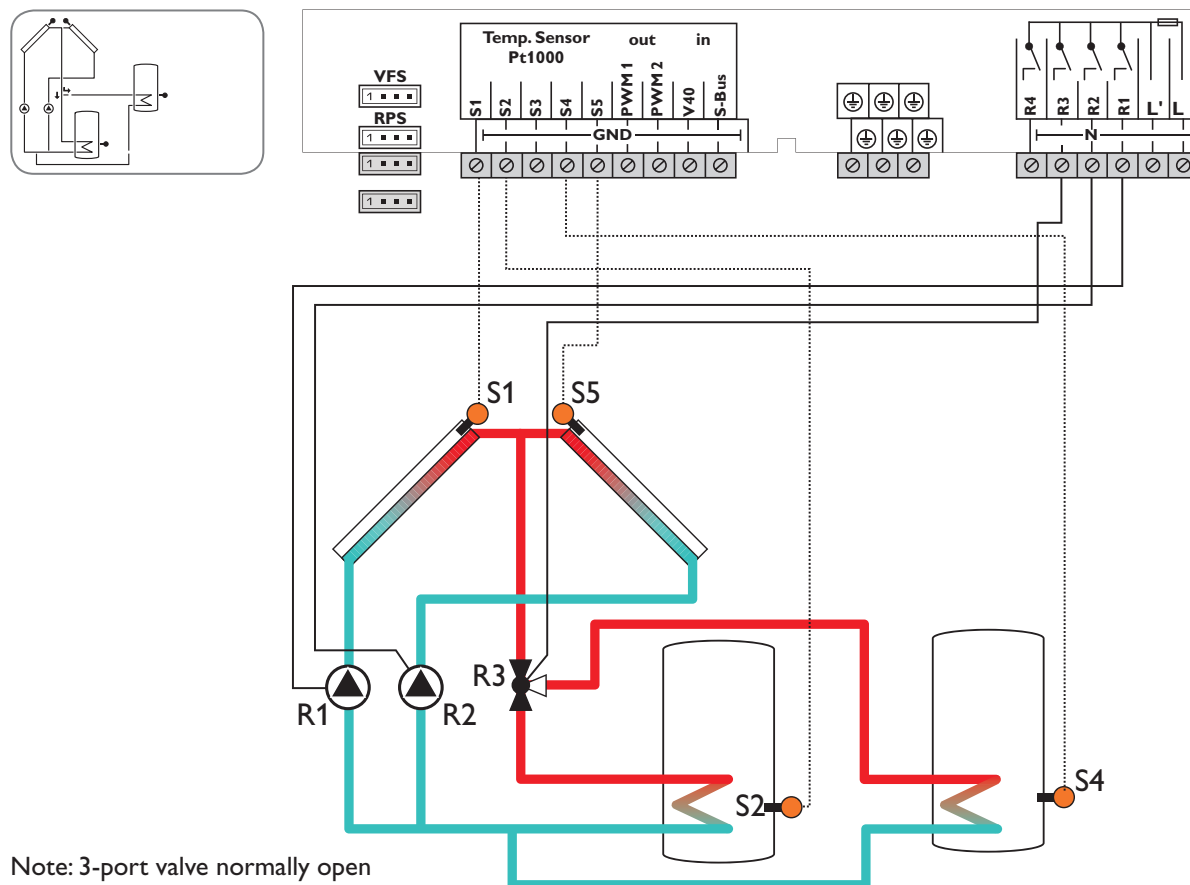 Temp. Sensor
Pt1000
out
in
VFS
1
RPS
1
1
1
S1
S2
S3
S4
S5
PWM 1
PWM 2
V40
S-Bus
GND
R4
R3
R2
R1
L'
L
N
S1
S5
R1
R2
R3
S2
S4
Note: 3-port valve normally open